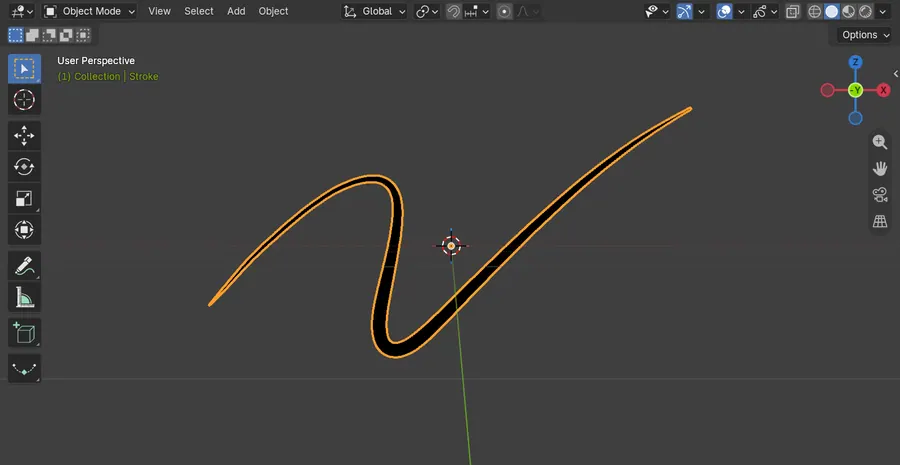 Object Mode View Select Add Object Global
Options
User Perspective
(1) Collection | Stroke
Z
-Y
X